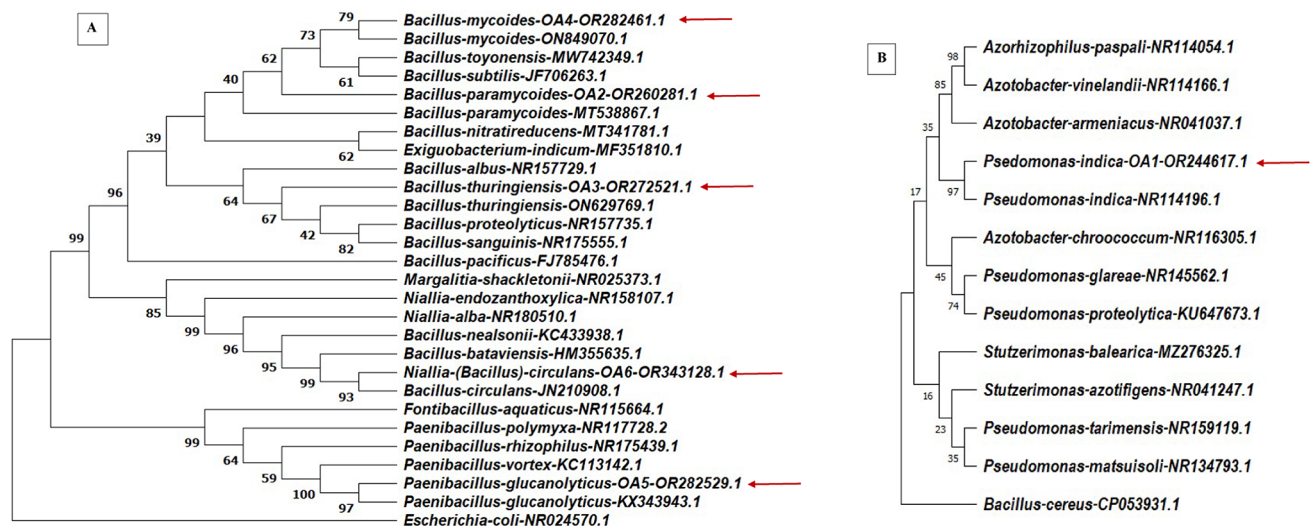 A
79
Bacillus-mycoides-OA4-OR282461.1
73
Bacillus-mycoides-ON849070.1
62
Bacillus-toyonensis-MW742349.1
61
Bacillus-subtilis-JF706263.1
40
Bacillus-paramycoides-OA2-OR260281.1
Bacillus-paramycoides-MT538867.1
39
Bacillus-nitratireducens-MT341781.1
62
Exiguobacterium-indicum-MF351810.1
96
Bacillus-albus-NR157729.1
64
Bacillus-thuringiensis-OA3-OR272521.1
67
Bacillus-thuringiensis-ON629769.1
42
Bacillus-proteolyticus-NR157735.1
82
Bacillus-sanguinis-NR175555.1
99
Bacillus-pacificus-FJ785476.1
Margalitia-shackletonii-NR025373.1
85
Niallia-endozanthoxylica-NR158107.1
99
Niallia-alba-NR180510.1
96
Bacillus-nealsonii-KC433938.1
95
Bacillus-bataviensis-HM355635.1
99
Niallia-(Bacillus)-circulans-OA6-OR343128.1
93
Bacillus-circulans-JN210908.1
Fontibacillus-aquaticus-NR115664.1
99
Paenibacillus-polymyxa-NR117728.2
64
Paenibacillus-rhizophilus-NR175439.1
59
Paenibacillus-vortex-KC113142.1
100
Paenibacillus-glucanolyticus-OA5-OR282529.1
97
Paenibacillus-glucanolyticus-KX343943.1
Escherichia-coli-NR024570.1
B
98
Azorhizophilus-paspali-NR114054.1
85
Azotobacter-vinelandii-NR114166.1
Azotobacter-armeniacus-NR041037.1
35
Psedomonas-indica-OA1-OR244617.1
97
Pseudomonas-indica-NR114196.1
17
Azotobacter-chroococcum-NR116305.1
45
Pseudomonas-glareae-NR145562.1
74
Pseudomonas-proteolytica-KU647673.1
Stutzerimonas-balearica-MZ276325.1
16
Stutzerimonas-azotifigens-NR041247.1
23
Pseudomonas-tarimensis-NR159119.1
35
Pseudomonas-matsuisoli-NR134793.1
Bacillus-cereus-CP053931.1